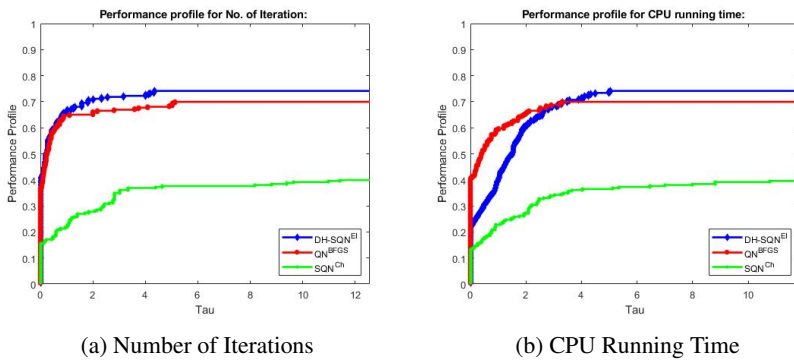 Performance profile for No. of Iteration:
Performance Profile
1
0.9
0.8
0.7
0.6
0.5
0.4
0.3
0.2
0.1
0
0 2 4 6 8 10 12
Tau
DH-SQN^EI
QN^BFGS
SQN^Ch
(a) Number of Iterations
Performance profile for CPU running time:
Performance Profile
1
0.9
0.8
0.7
0.6
0.5
0.4
0.3
0.2
0.1
0
0 2 4 6 8 10
Tau
DH-SQN^EI
QN^BFGS
SQN^Ch
(b) CPU Running Time